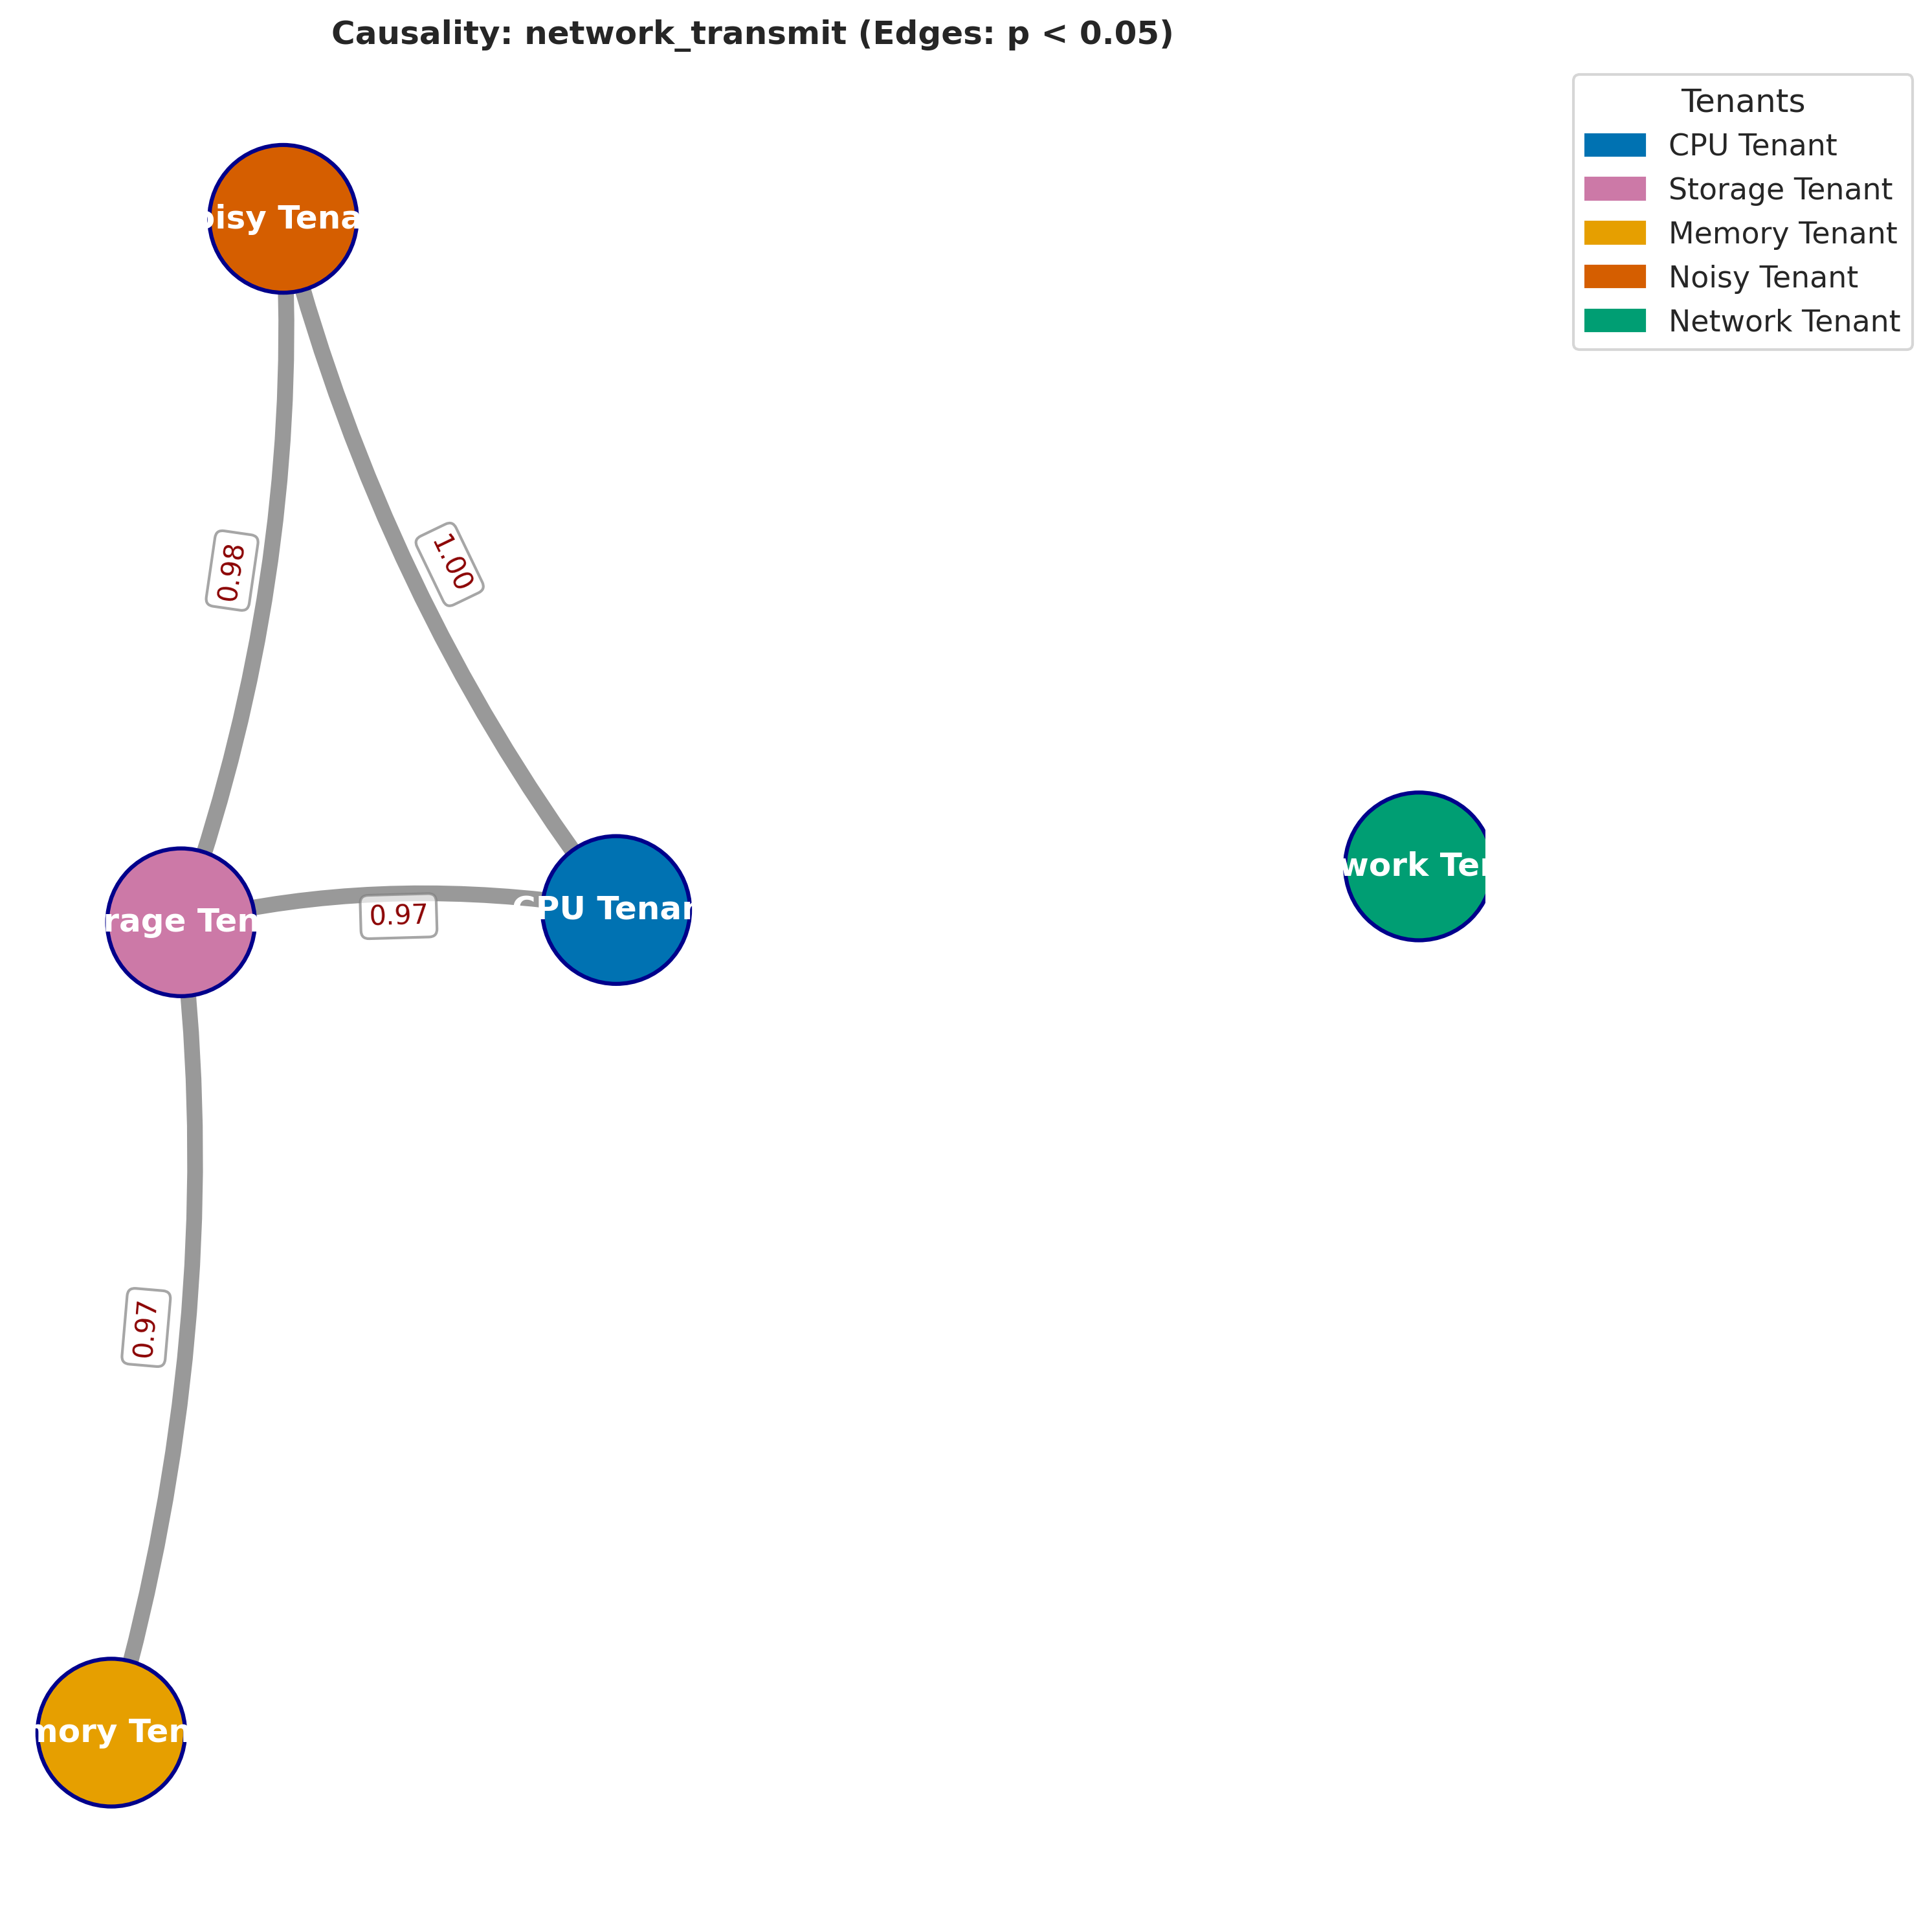 Causality: network_transmit (Edges: p < 0.05)
Tenants
CPU Tenant
Storage Tenant
Memory Tenant
Noisy Tenant
Network Tenant
oisy Tena
0.98
1.00
work Ter
rage Ten
0.97
CPU Tenan
0.97
mory Ten